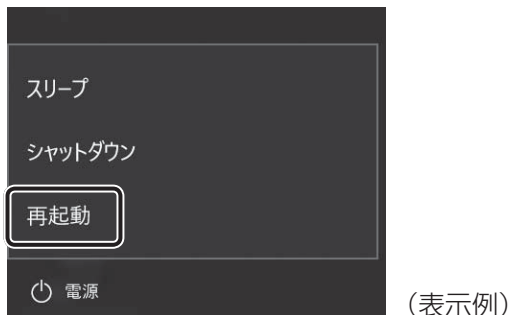 スリープ
シャットダウン
再起動
電源
(表示例)